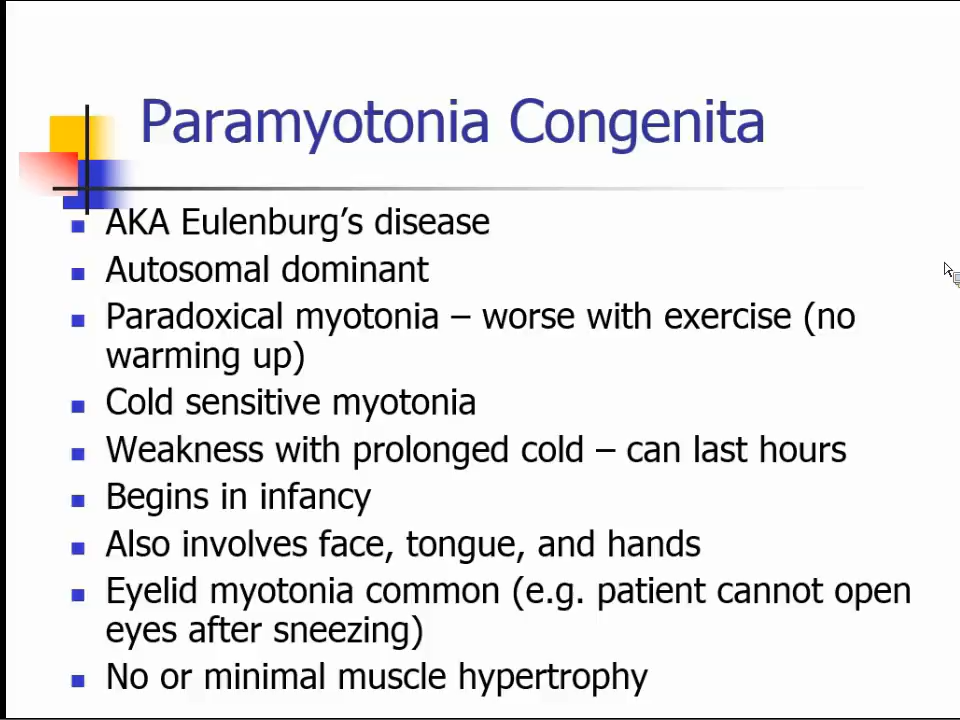 Paramyotonia Congenita
AKA Eulenburg’s disease
Autosomal dominant
Paradoxical myotonia – worse with exercise (no
warming up)
Cold sensitive myotonia
Weakness with prolonged cold – can last hours
Begins in infancy
Also involves face, tongue, and hands
Eyelid myotonia common (e.g. patient cannot open
eyes after sneezing)
No or minimal muscle hypertrophy